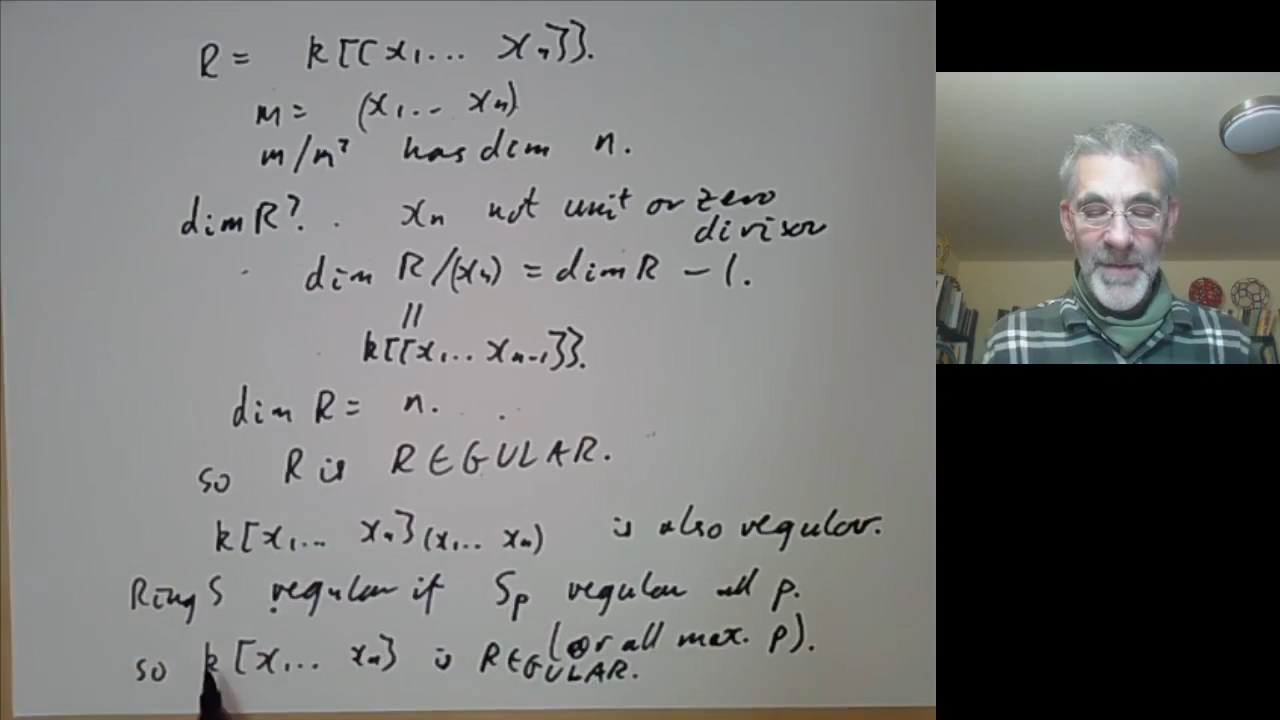 R = k[[x₁... xₙ]].
m = (x₁... xₙ)
m/m² has dim n.
dim R? . xₙ not unit or zero
divisor
dim R/(xₙ) = dim R – 1.
||
k[[x₁... xₙ₋₁]].
dim R = n.
so R is REGULAR.
k[x₁... xₙ](x₁... xₙ) is also regular.
Ring S regular if Sₚ regular all p.
(or all max. p).
so k[x₁... xₙ] is REGULAR.